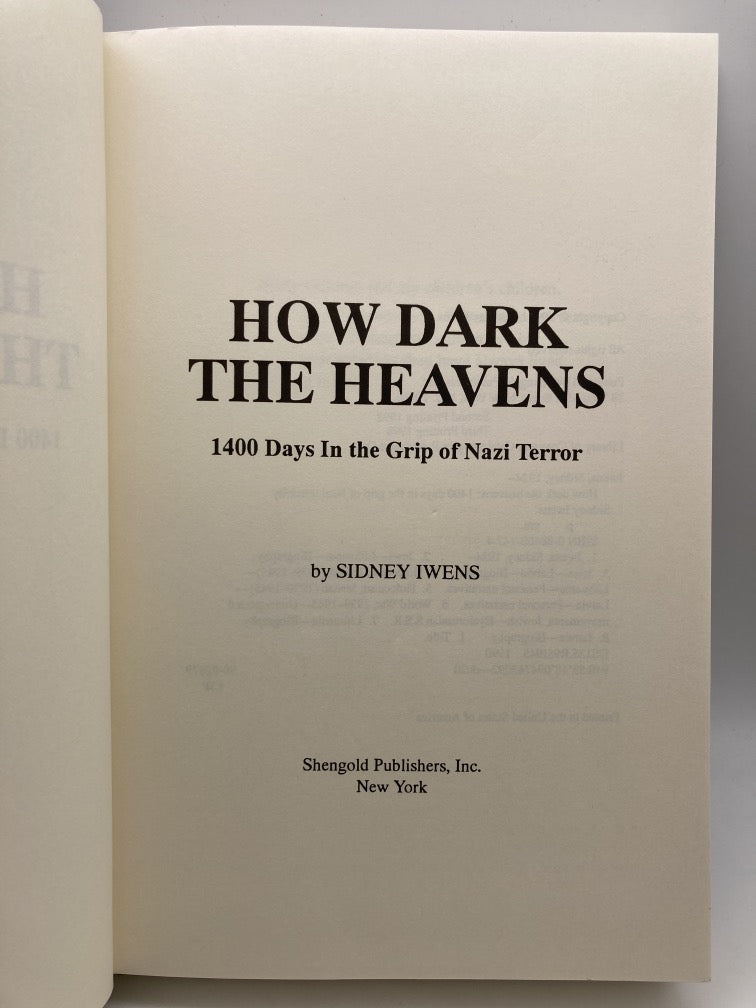 HOW DARK
THE HEAVENS
1400 Days In the Grip of Nazi Terror
by SIDNEY IWENS
Shengold Publishers, Inc.
New York